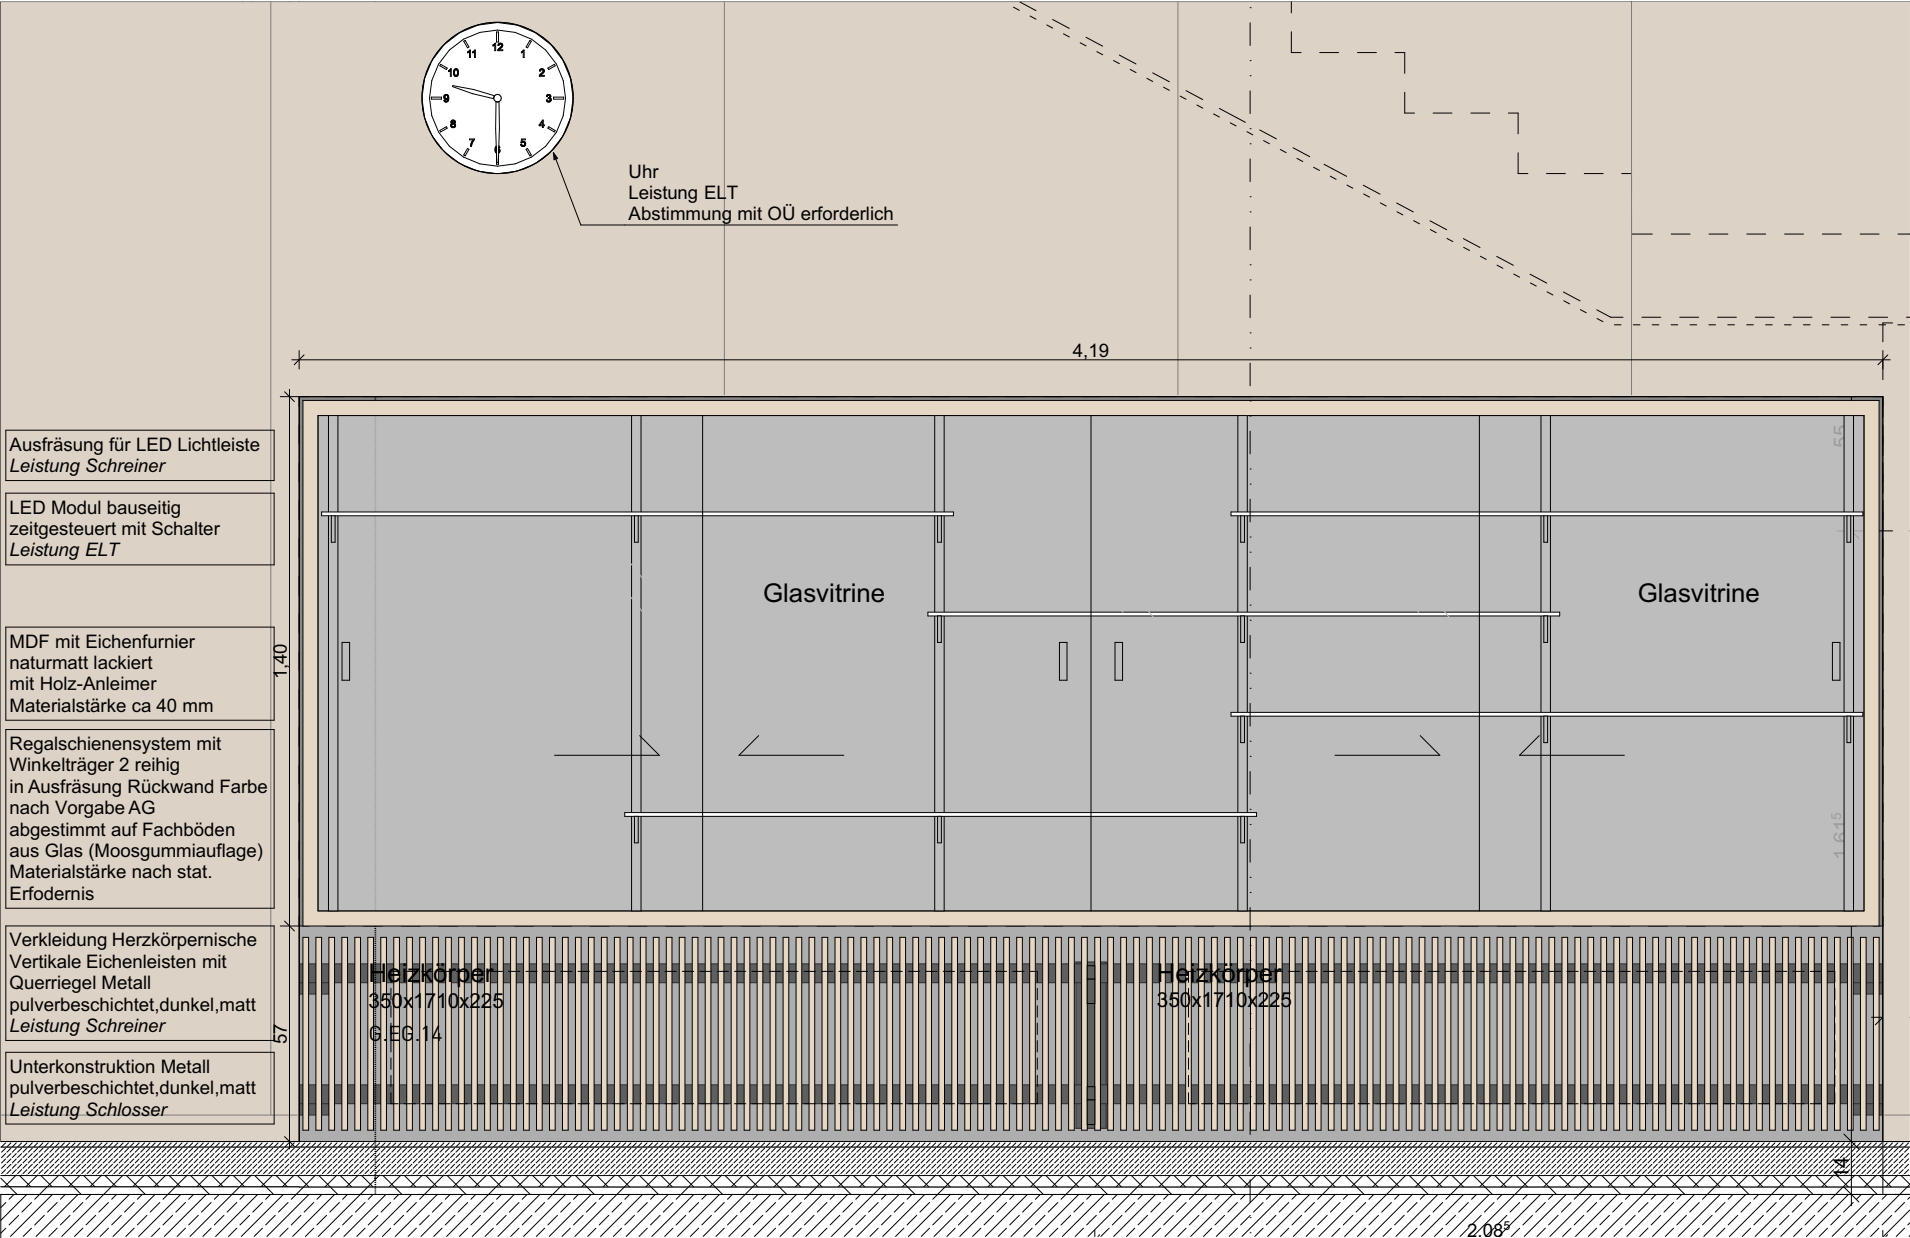 12
11
1
10
2
9
3
8
4
7
5
6
Uhr
Leistung ELT
Abstimmung mit OÜ erforderlich
4,19
Ausfräsung für LED Lichtleiste
Leistung Schreiner
LED Modul bauseitig
zeitgesteuert mit Schalter
Leistung ELT
MDF mit Eichenfurnier
naturmatt lackiert
mit Holz-Anleimer
Materialstärke ca 40 mm
Regalschienensystem mit
Winkelträger 2 reihig
in Ausfräsung Rückwand Farbe
nach Vorgabe AG
abgestimmt auf Fachböden
aus Glas (Moosgummiauflage)
Materialstärke nach stat.
Erfodernis
Verkleidung Herzkörpernische
Vertikale Eichenleisten mit
Querriegel Metall
pulverbeschichtet,dunkel,matt
Leistung Schreiner
Unterkonstruktion Metall
pulverbeschichtet,dunkel,matt
Leistung Schlosser
1,40
57
Glasvitrine
Glasvitrine
55
1,61⁵
Heizkörper
350x1710x225
G.EG.14
Heizkörper
350x1710x225
14
2,08⁵